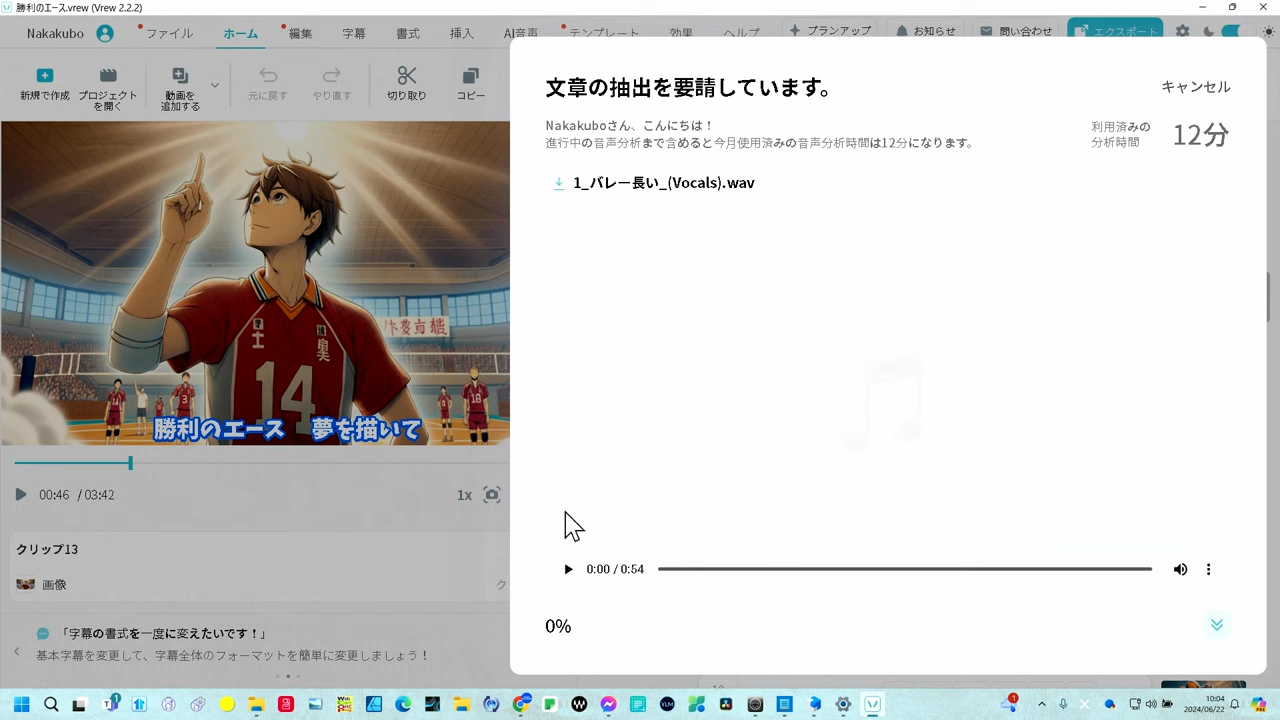 勝利のエース.vrew (Vrew 2.2.2)
Nakakubo
ファイル
ホーム
編集
字幕
書式
挿入
AI音声
テンプレート
効果
ヘルプ
プランアップ
お知らせ
問い合わせ
エクスポート
新規で作成
プロジェクト
を開く
動画を
追加する
元に戻す
やり直す
切り取り
コピー
14
3
18
勝利のエース 夢を描いて
00:46 / 03:42
1x
クリップ13
画像
ク
「字幕の書式を一度に変えたいです！」
基本字幕を変更して、字幕全体のフォーマットを簡単に変更しましょう！
文章の抽出を要請しています。
キャンセル
Nakakuboさん、こんにちは！
進行中の音声分析まで含めると今月使用済みの音声分析時間は12分になります。
利用済みの
分析時間
12分
1_バレー長い_(Vocals).wav
0:00 / 0:54
0%
10:04
2024/06/22